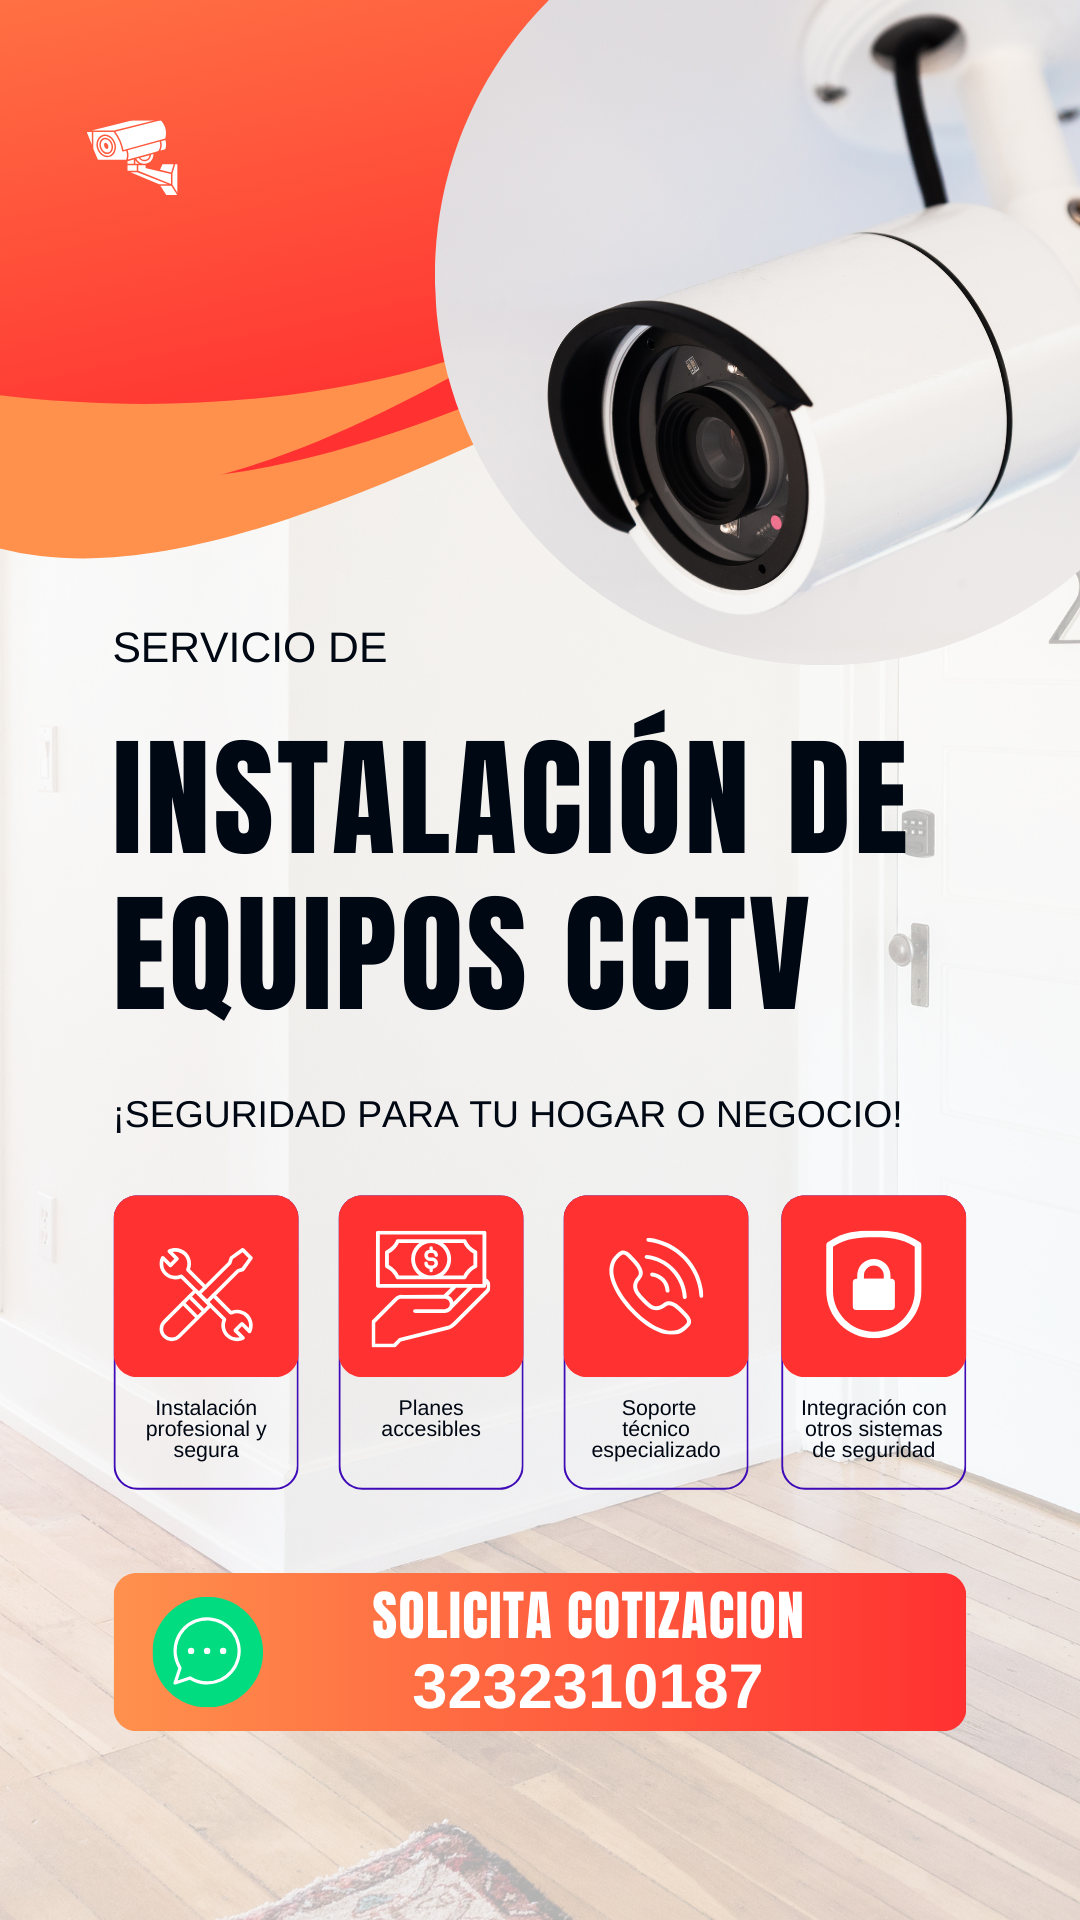 SERVICIO DE
INSTALACIÓN DE
EQUIPOS CCTV
¡SEGURIDAD PARA TU HOGAR O NEGOCIO!
Instalación
profesional y
segura
Planes
accesibles
Soporte
técnico
especializado
Integración con
otros sistemas
de seguridad
SOLICITA COTIZACION
3232310187